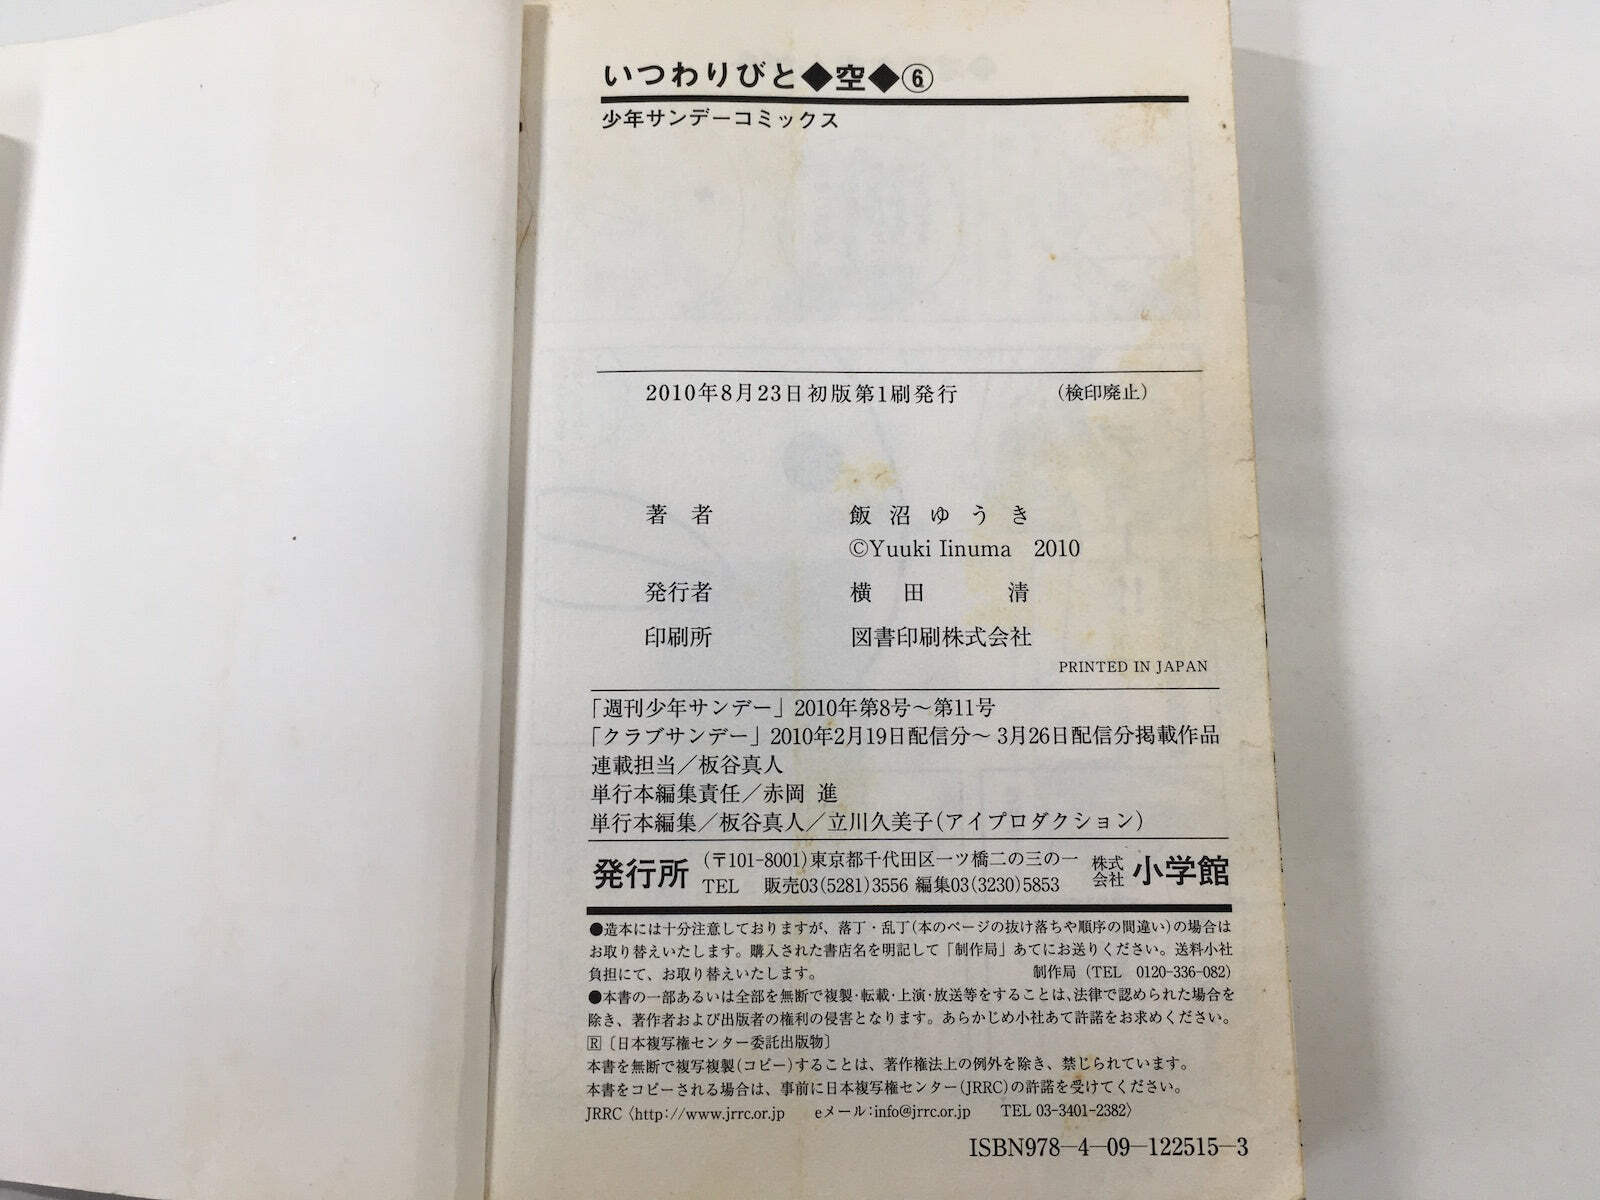 いつわりびと◆空◆⑥
少年サンデーコミックス
2010年8月23日初版第1刷発行 (検印廃止)
著者 飯沼ゆうき
©Yuuki Iinuma 2010
発行者 横田清
印刷所 図書印刷株式会社
PRINTED IN JAPAN
「週刊少年サンデー」2010年第8号〜第11号
「クラブサンデー」2010年2月19日配信分〜3月26日配信分掲載作品
連載担当／板谷真人
単行本編集責任／赤岡 進
単行本編集／板谷真人／立川久美子(アイプロダクション)
発行所 (〒101-8001)東京都千代田区一ツ橋二の三の一 株式会社 小学館
TEL 販売03(5281)3556 編集03(3230)5853
●造本には十分注意しておりますが、落丁・乱丁(本のページの抜け落ちや順序の間違い)の場合は
お取り替えいたします。購入された書店名を明記して「制作局」あてにお送りください。送料小社
負担にて、お取り替えいたします。 制作局(TEL 0120-336-082)
●本書の一部あるいは全部を無断で複製・転載・上演・放送等をすることは、法律で認められた場合を
除き、著作者および出版者の権利の侵害となります。あらかじめ小社あて許諾をお求めください。
R〔日本複写権センター委託出版物〕
本書を無断で複写複製(コピー)することは、著作権法上の例外を除き、禁じられています。
本書をコピーされる場合は、事前に日本複写権センター(JRRC)の許諾を受けてください。
JRRC〈http://www.jrrc.or.jp eメール:info@jrrc.or.jp TEL 03-3401-2382〉
ISBN978-4-09-122515-3